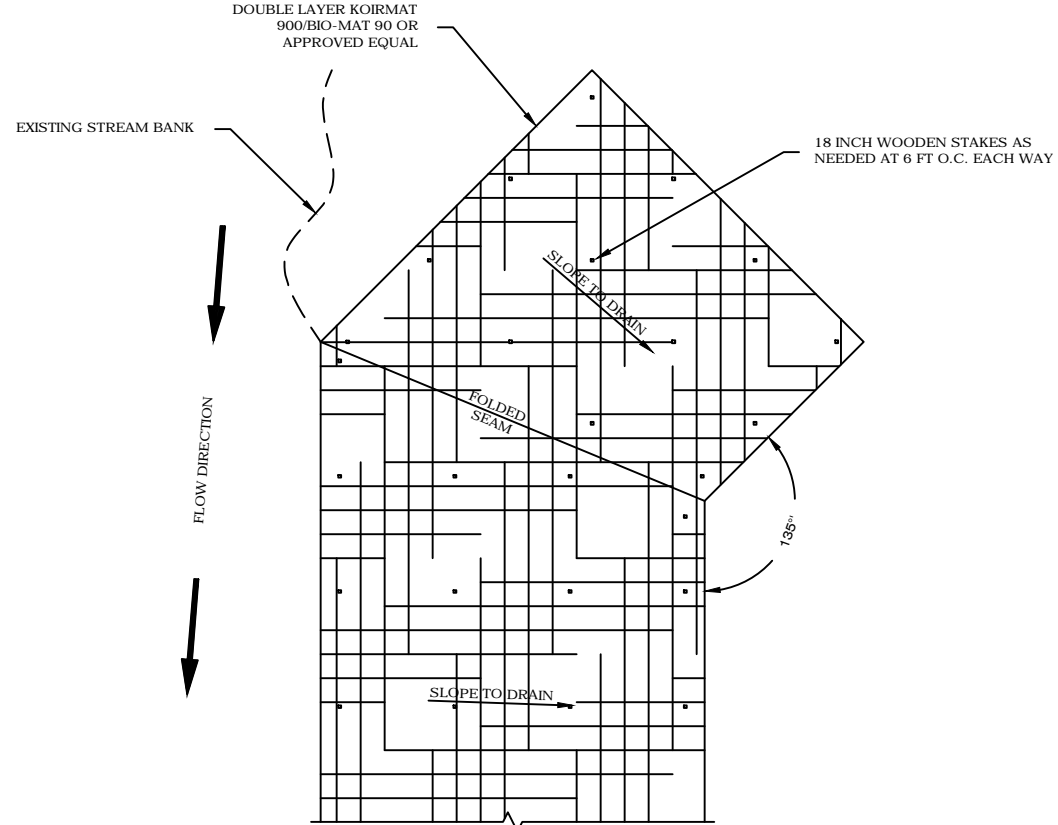 DOUBLE LAYER KOIRMAT
900/BIO-MAT 90 OR
APPROVED EQUAL
EXISTING STREAM BANK
18 INCH WOODEN STAKES AS
NEEDED AT 6 FT O.C. EACH WAY
SLOPE TO DRAIN
FOLDED
SEAM
FLOW DIRECTION
135°'
SLOPE TO DRAIN